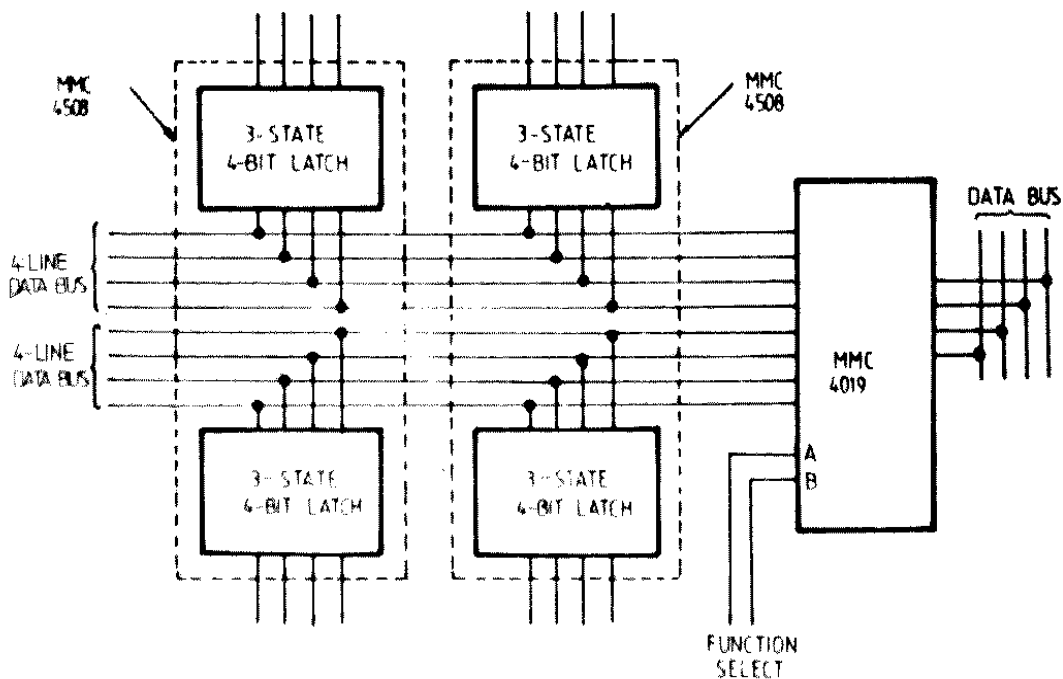 MMC
4508
3-STATE
4-BIT LATCH
3-STATE
4-BIT LATCH
MMC
4508
DATA BUS
4-LINE
DATA BUS
4-LINE
DATA BUS
MMC
4019
A
B
3-STATE
4-BIT LATCH
3-STATE
4-BIT LATCH
FUNCTION
SELECT